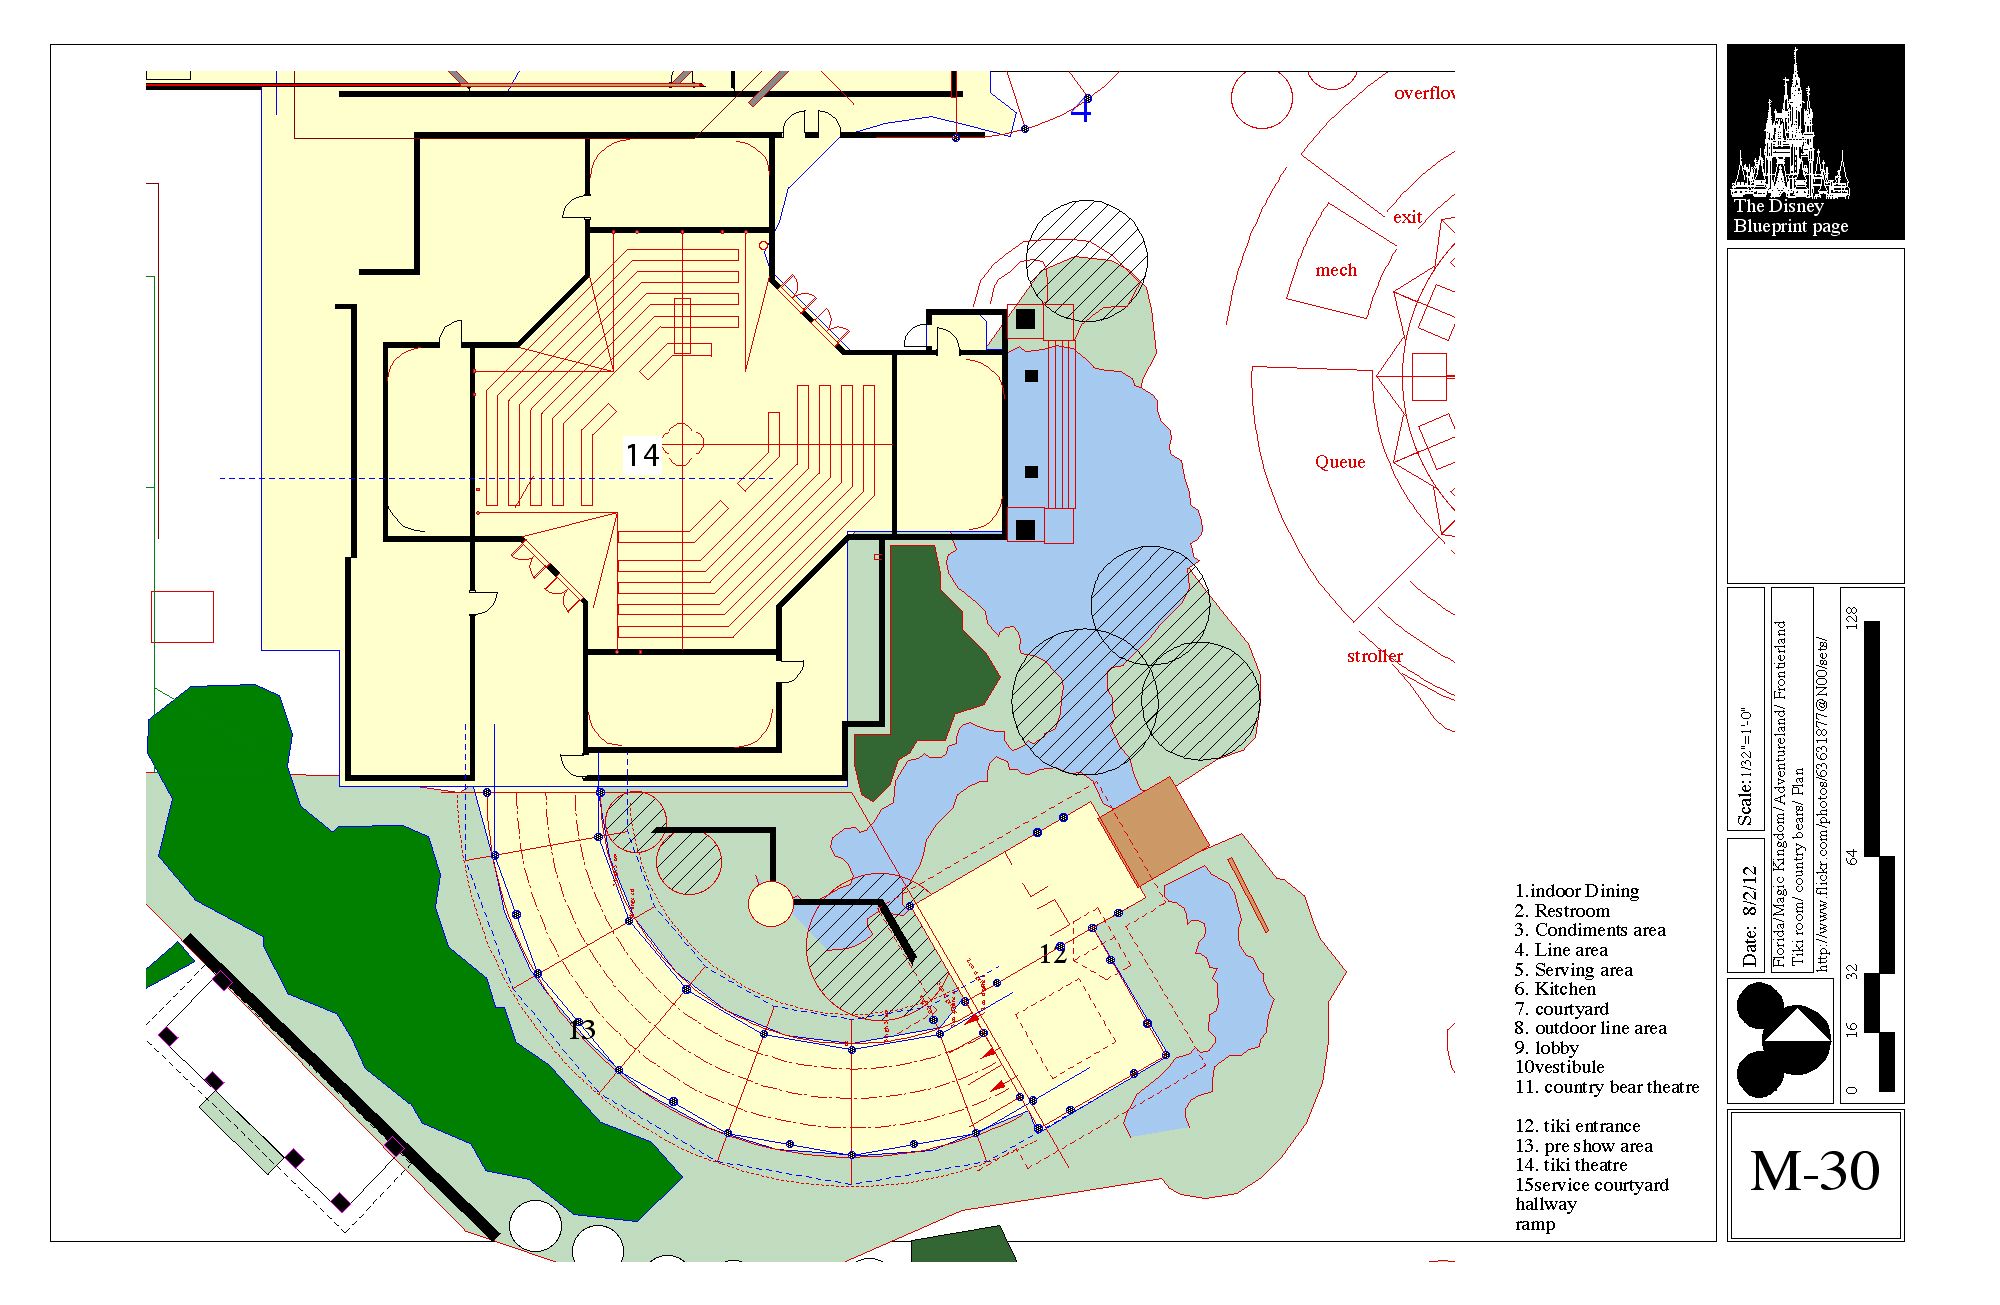 overflow
4
exit
mech
Queue
stroller
14
13
12
The Disney
Blueprint page
1.indoor Dining
2. Restroom
3. Condiments area
4. Line area
5. Serving area
6. Kitchen
7. courtyard
8. outdoor line area
9. lobby
10vestibule
11. country bear theatre
12. tiki entrance
13. pre show area
14. tiki theatre
15service courtyard
hallway
ramp
Scale:1/32"=1'-0"
Date: 8/2/12
Florida/Magic Kingdom/Adventureland/ Frontierland
Tiki room/ country bears/ Plan
http://www.flickr.com/photos/63631877@N00/sets/
128
64
32
16
0
M-30